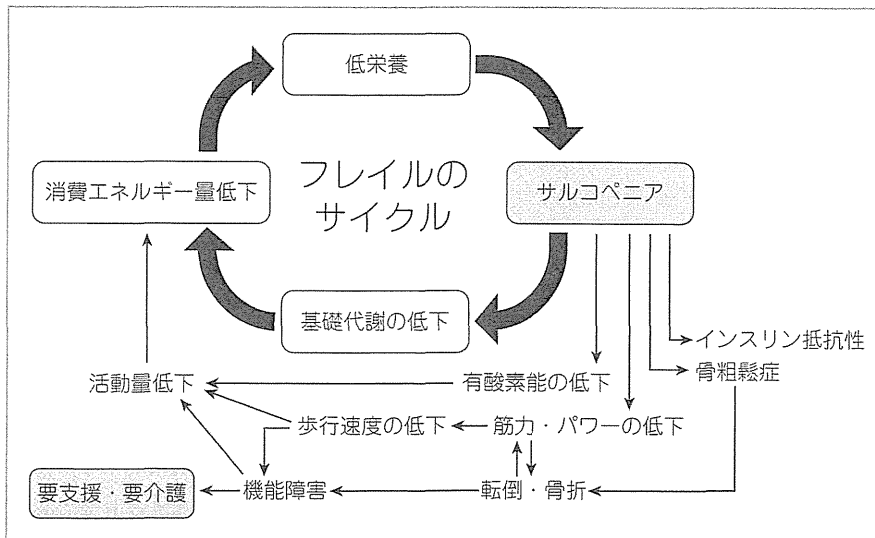 低栄養
消費エネルギー量低下
フレイルの
サイクル
サルコペニア
基礎代謝の低下
インスリン抵抗性
骨粗鬆症
活動量低下
有酸素能の低下
歩行速度の低下
筋力・パワーの低下
要支援・要介護
機能障害
転倒・骨折